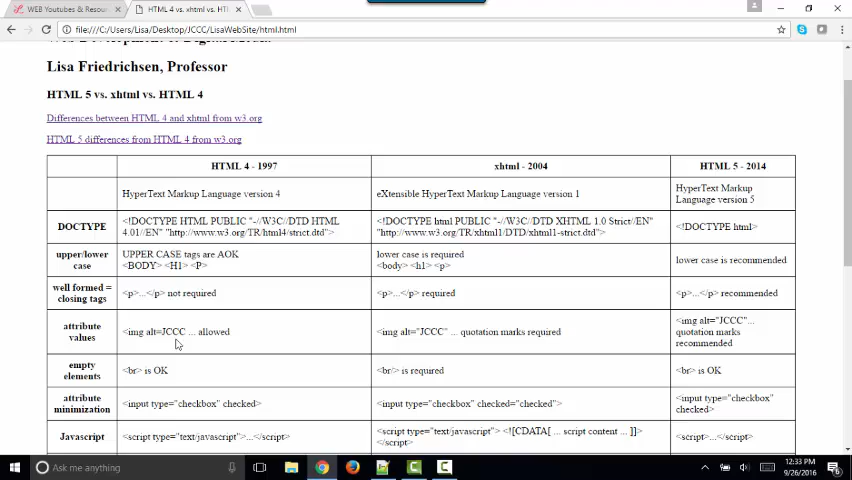 WEB Youtubes & Resour
HTML 4 vs. xhtml vs. HT
file:///C:/Users/Lisa/Desktop/JCCC/LisaWebSite/html.html
Lisa Friedrichsen, Professor
HTML 5 vs. xhtml vs. HTML 4
Differences between HTML 4 and xhtml from w3.org
HTML 5 differences from HTML 4 from w3.org
HTML 4 - 1997
xhtml - 2004
HTML 5 - 2014
HyperText Markup Language version 4
eXtensible HyperText Markup Language version 1
HyperText Markup
Language version 5
DOCTYPE
<!DOCTYPE HTML PUBLIC "-//W3C//DTD HTML
4.01//EN" "http://www.w3.org/TR/html4/strict.dtd">
<!DOCTYPE html PUBLIC "-//W3C//DTD XHTML 1.0 Strict//EN"
"http://www.w3.org/TR/xhtml1/DTD/xhtml1-strict.dtd">
<!DOCTYPE html>
upper/lower
case
UPPER CASE tags are AOK
<BODY> <H1> <P>
lower case is required
<body> <h1> <p>
lower case is recommended
well formed =
closing tags
<p>...</p> not required
<p>...</p> required
<p>...</p> recommended
attribute
values
<img alt=JCCC ... allowed
<img alt="JCCC" ... quotation marks required
<img alt="JCCC"...
quotation marks
recommended
empty
elements
<br> is OK
<br/> is required
<br> is OK
attribute
minimization
<input type="checkbox" checked>
<input type="checkbox" checked="checked">
<input type="checkbox"
checked>
Javascript
<script type="text/javascript">...</script>
<script type="text/javascript"> <![CDATA[ ... script content ... ]]>
</script>
<script>...</script>
Ask me anything
12:33 PM
9/26/2016